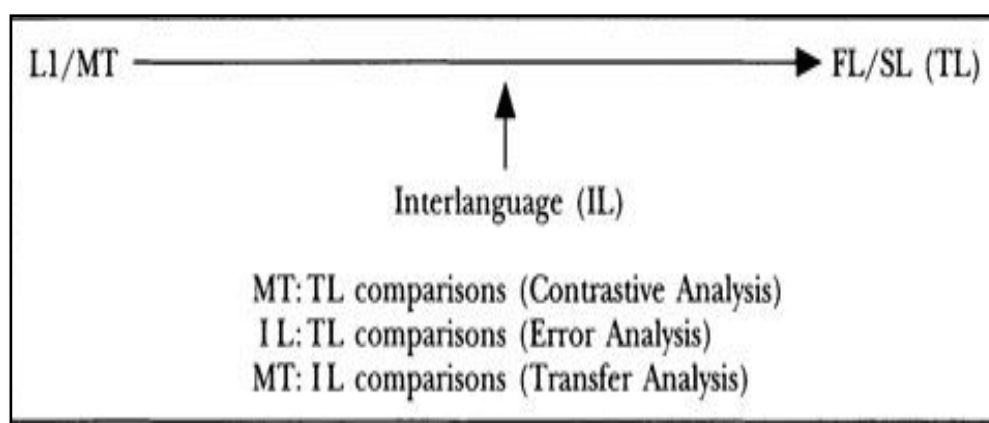 L1/MT FL/SL (TL)
Interlanguage (IL)
MT: TL comparisons (Contrastive Analysis)
IL: TL comparisons (Error Analysis)
MT: IL comparisons (Transfer Analysis)